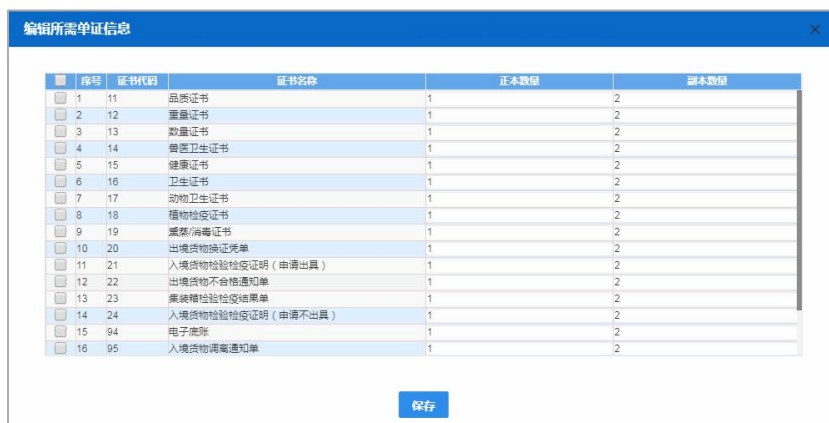 编辑所需单证信息 ×
序号 证书代码 证书名称 正本数量 副本数量
1 11 品质证书 1 2
2 12 重量证书 1 2
3 13 数量证书 1 2
4 14 兽医卫生证书 1 2
5 15 健康证书 1 2
6 16 卫生证书 1 2
7 17 动物卫生证书 1 2
8 18 植物检疫证书 1 2
9 19 熏蒸/消毒证书 1 2
10 20 出境货物换证凭单 1 2
11 21 入境货物检验检疫证明（申请出具） 1 2
12 22 出境货物不合格通知单 1 2
13 23 集装箱检验检疫结果单 1 2
14 24 入境货物检验检疫证明（申请不出具） 1 2
15 94 电子底账 1 2
16 95 入境货物调离通知单 1 2
保存